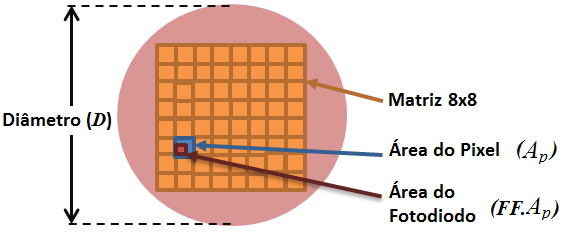 Diâmetro (D)
Matriz 8x8
Área do Pixel (Aₚ)
Área do
Fotodiodo (FF.Aₚ)